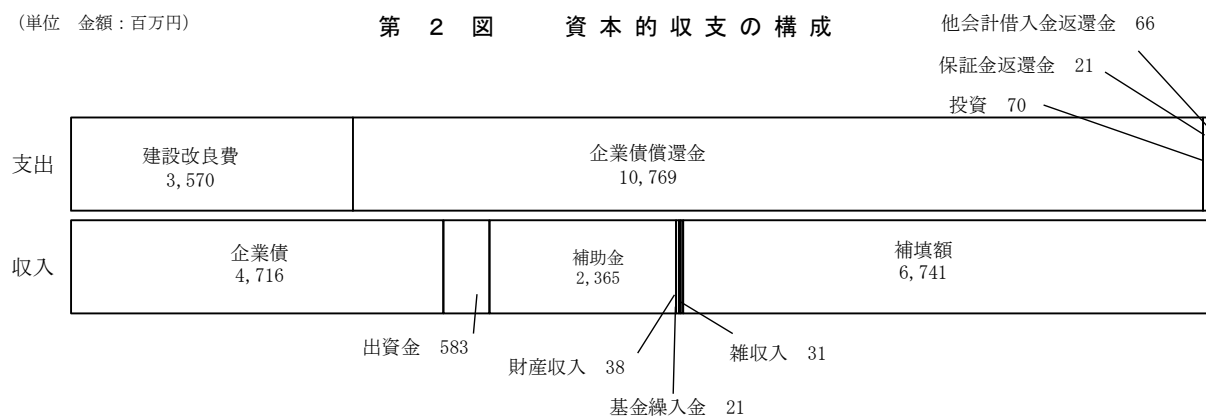 (単位 金額:百万円)
第2図 資本的収支の構成
他会計借入金返還金 66
保証金返還金 21
投資 70
支出
建設改良費
3,570
企業債償還金
10,769
収入
企業債
4,716
補助金
2,365
補填額
6,741
出資金 583
財産収入 38
雑収入 31
基金繰入金 21